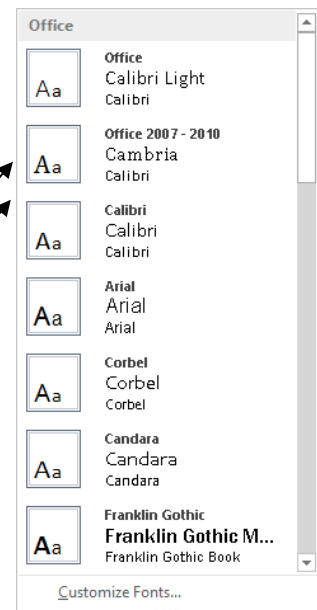 Office
Office
Aa
Calibri Light
Calibri
Office 2007 - 2010
Aa
Cambria
Calibri
Calibri
Aa
Calibri
Calibri
Arial
Aa
Arial
Arial
Corbel
Aa
Corbel
Corbel
Candara
Aa
Candara
Candara
Franklin Gothic
Aa
Franklin Gothic M...
Franklin Gothic Book
Customize Fonts...